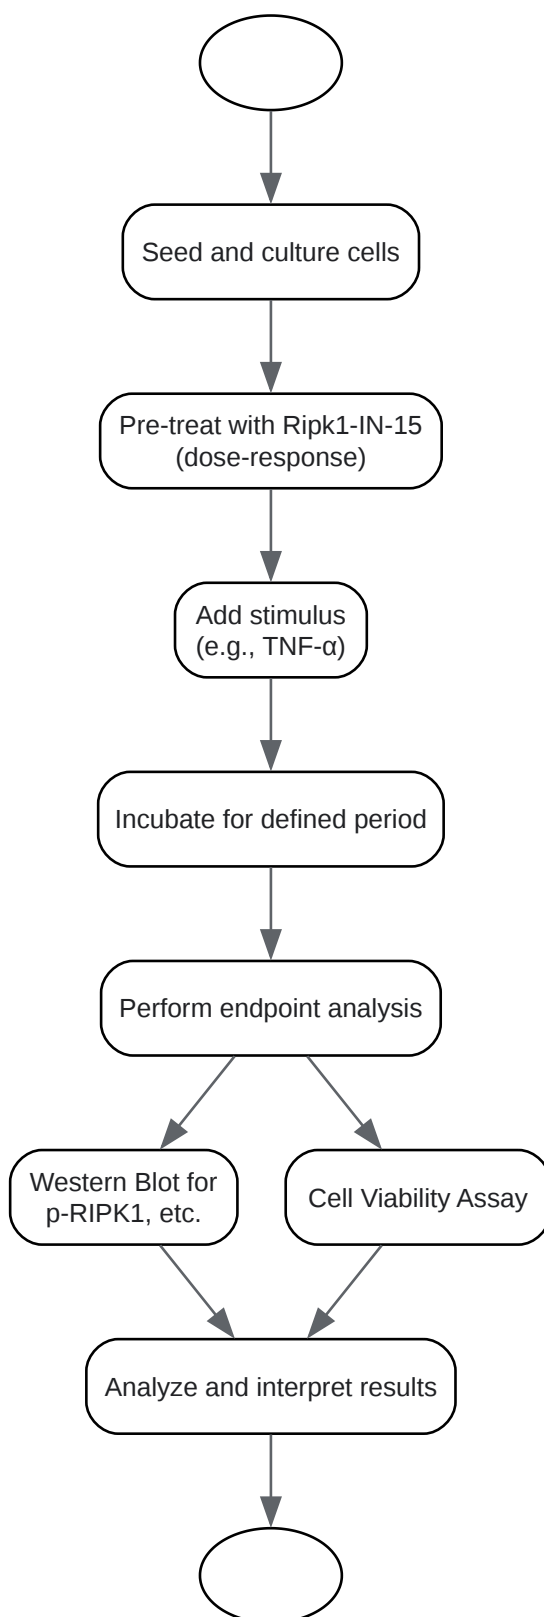 Seed and culture cells
Pre-treat with Ripk1-IN-15
(dose-response)
Add stimulus
(e.g., TNF-α)
Incubate for defined period
Perform endpoint analysis
Western Blot for
p-RIPK1, etc.
Cell Viability Assay
Analyze and interpret results